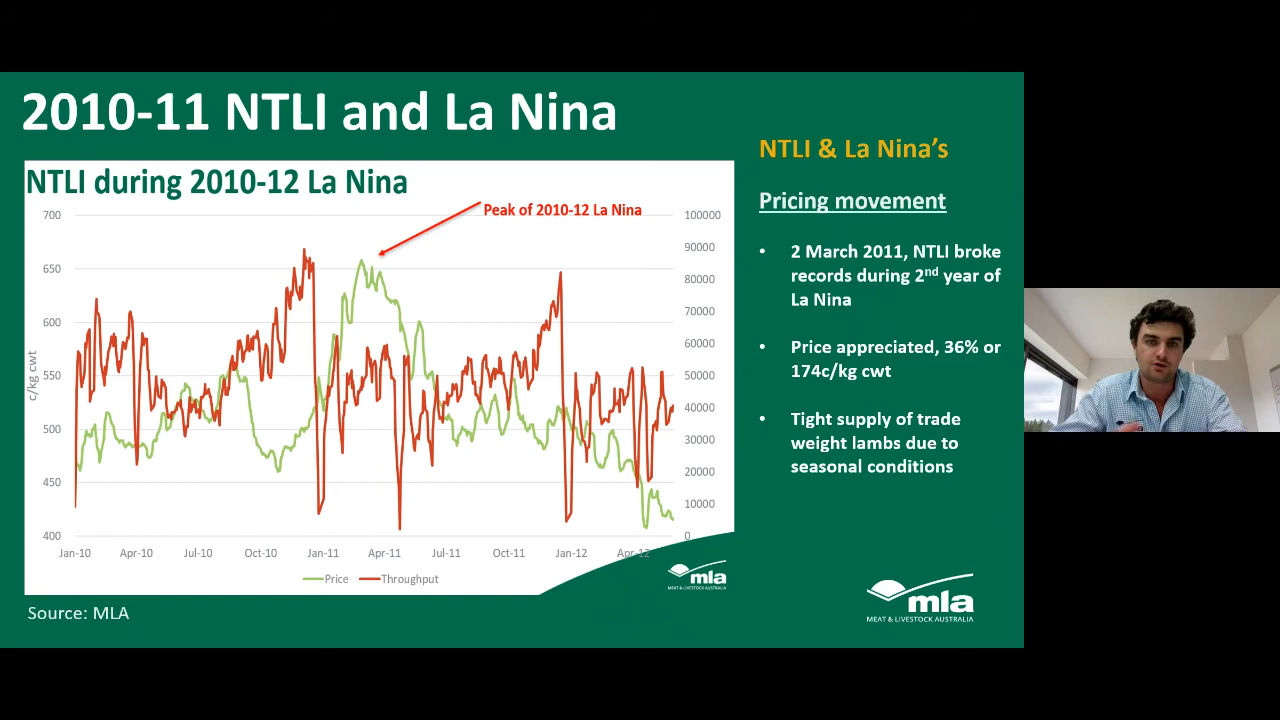 2010-11 NTLI and La Nina
NTLI during 2010-12 La Nina
Peak of 2010-12 La Nina
700
650
600
550
500
450
400
c/kg cwt
100000
90000
80000
70000
60000
50000
40000
30000
20000
10000
0
Jan-10 Apr-10 Jul-10 Oct-10 Jan-11 Apr-11 Jul-11 Oct-11 Jan-12 Apr-12
Price Throughput
mla
MEAT & LIVESTOCK AUSTRALIA
Source: MLA
NTLI & La Nina’s
Pricing movement
• 2 March 2011, NTLI broke
records during 2nd year of
La Nina
• Price appreciated, 36% or
174c/kg cwt
• Tight supply of trade
weight lambs due to
seasonal conditions
mla
MEAT & LIVESTOCK AUSTRALIA